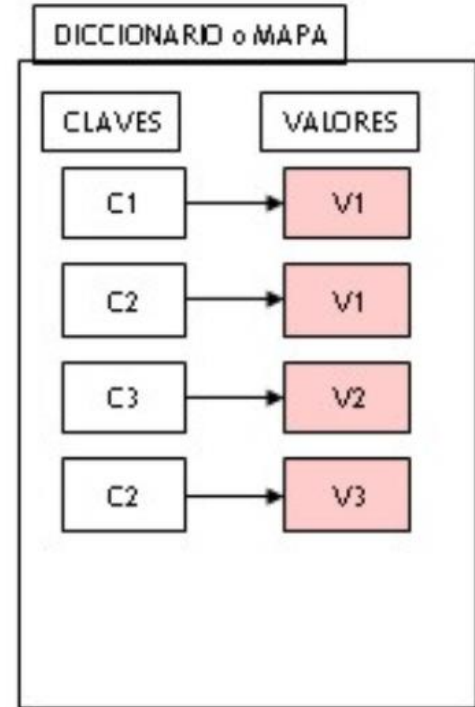 DICCIONARIO o MAPA
CLAVES VALORES
C1 V1
C2 V1
C3 V2
C2 V3